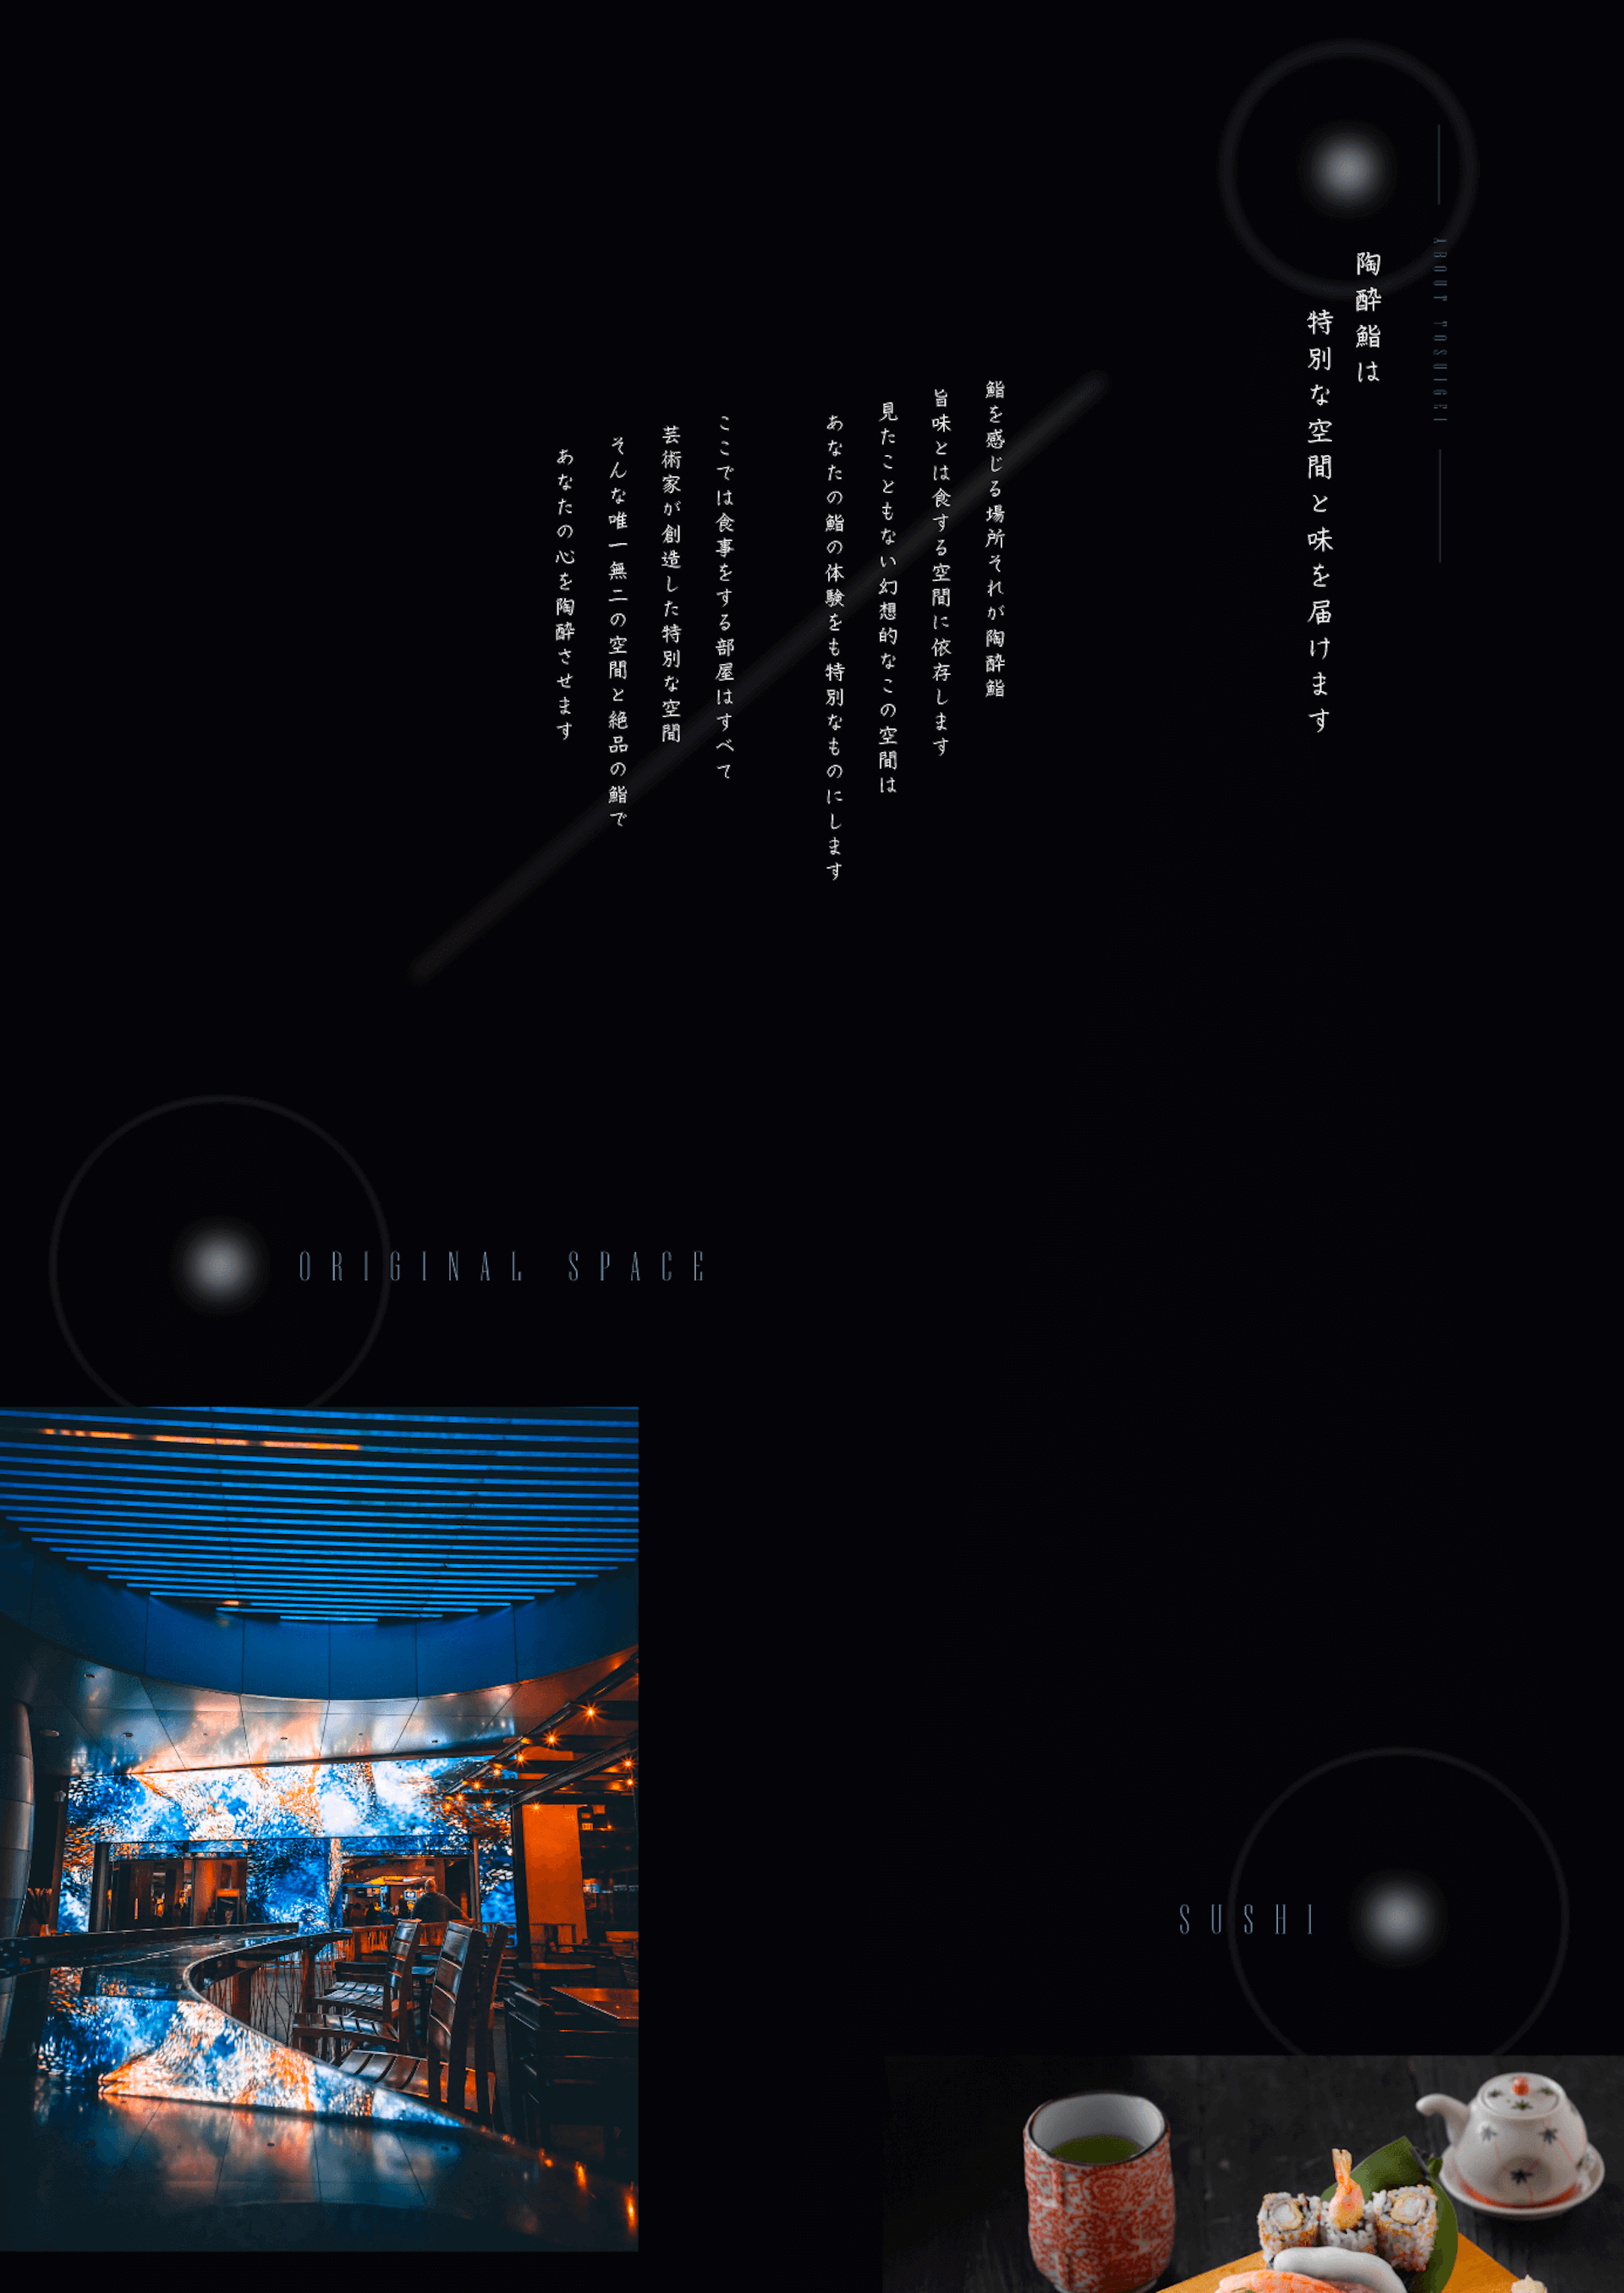 ABOUT TOSUIGEI
陶酔鮨は
特別な空間と味を届けます
鮨を感じる場所それが陶酔鮨
旨味とは食する空間に依存します
見たこともない幻想的なこの空間は
あなたの鮨の体験をも特別なものにします
ここでは食事をする部屋はすべて
芸術家が創造した特別な空間
そんな唯一無二の空間と絶品の鮨で
あなたの心を陶酔させます
ORIGINAL SPACE
SUSHI